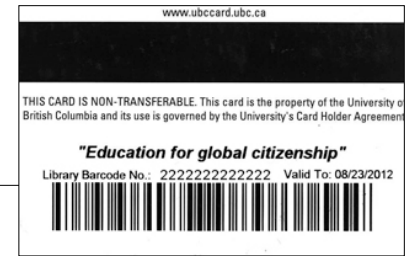 www.ubccard.ubc.ca
THIS CARD IS NON-TRANSFERABLE. This card is the property of the University of
British Columbia and its use is governed by the University's Card Holder Agreement
"Education for global citizenship"
Library Barcode No.: 22222222222222 Valid To: 08/23/2012